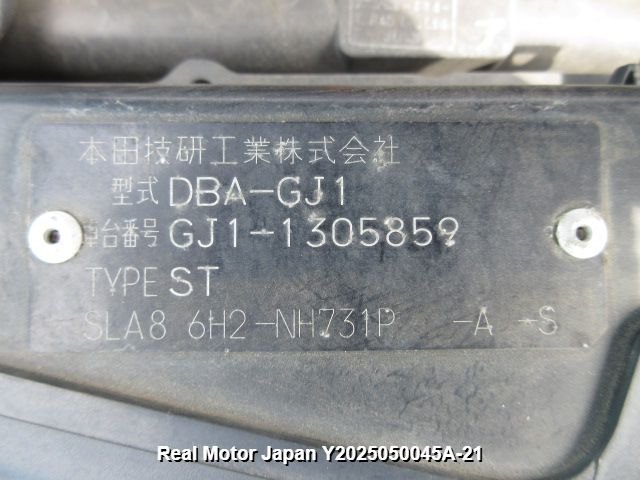 本田技研工業株式会社
型式 DBA-GJ1
車台番号 GJ1-1305859
TYPE ST
SLA8 6H2-NH731P -A -S
Real Motor Japan Y2025050045A-21